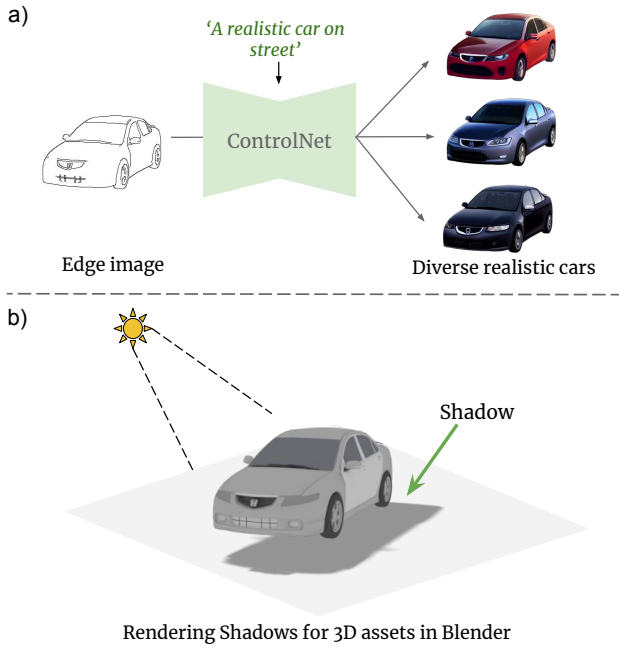 a)
‘A realistic car on
street’
ControlNet
Edge image
Diverse realistic cars
b)
Shadow
Rendering Shadows for 3D assets in Blender